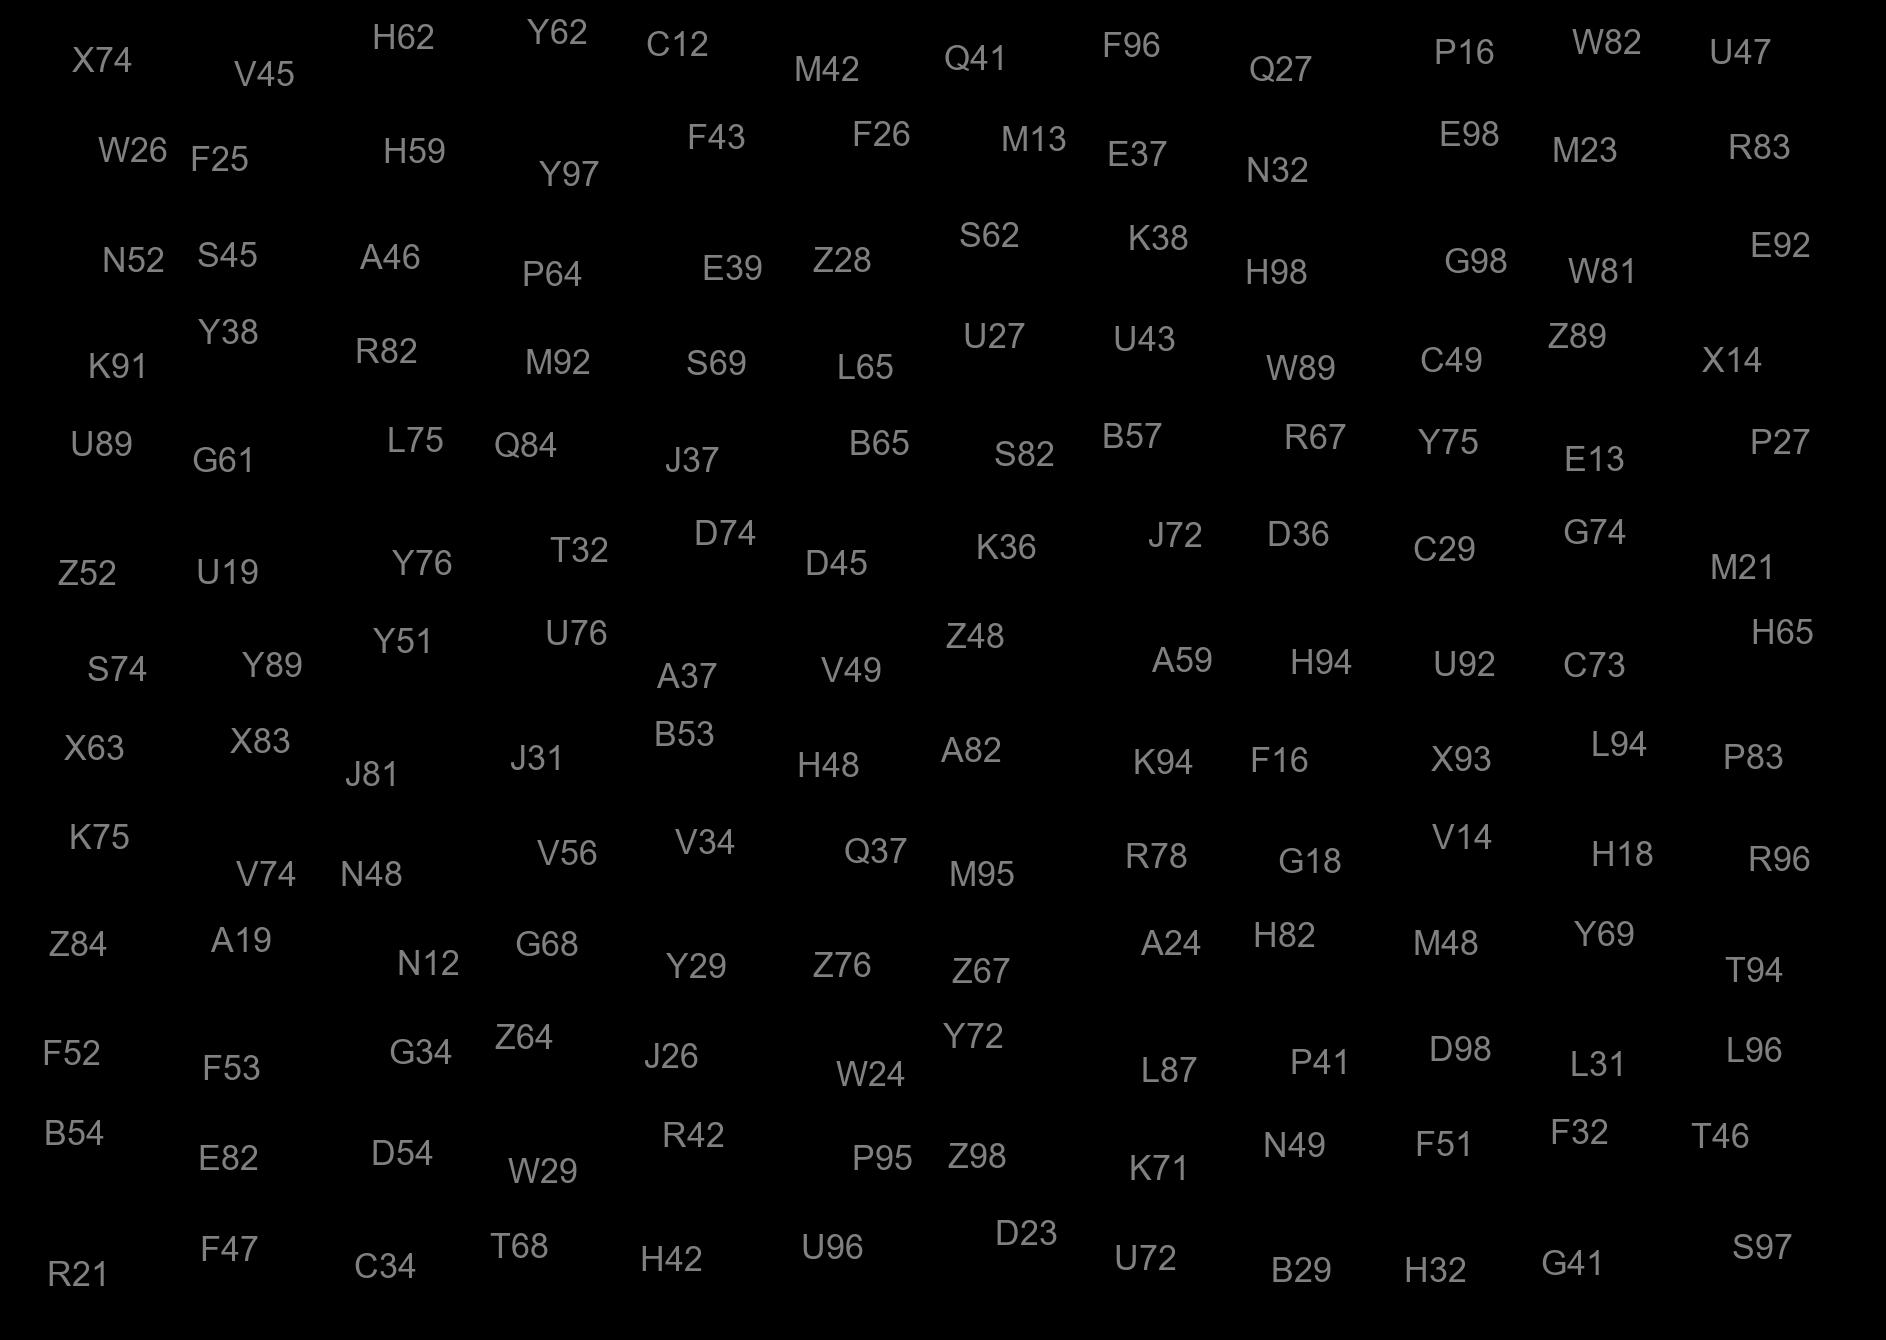 X74 V45 H62 Y62 C12 M42 Q41 F96 Q27 P16 W82 U47
W26 F25 H59 Y97 F43 F26 M13 E37 N32 E98 M23 R83
N52 S45 A46 P64 E39 Z28 S62 K38 H98 G98 W81 E92
K91 Y38 R82 M92 S69 L65 U27 U43 W89 C49 Z89 X14
U89 G61 L75 Q84 J37 B65 S82 B57 R67 Y75 E13 P27
Z52 U19 Y76 T32 D74 D45 K36 J72 D36 C29 G74 M21
S74 Y89 Y51 U76 A37 V49 Z48 A59 H94 U92 C73 H65
X63 X83 J81 J31 B53 H48 A82 K94 F16 X93 L94 P83
K75 V74 N48 V56 V34 Q37 M95 R78 G18 V14 H18 R96
Z84 A19 N12 G68 Y29 Z76 Z67 A24 H82 M48 Y69 T94
F52 F53 G34 Z64 J26 W24 Y72 L87 P41 D98 L31 L96
B54 E82 D54 W29 R42 P95 Z98 K71 N49 F51 F32 T46
R21 F47 C34 T68 H42 U96 D23 U72 B29 H32 G41 S97